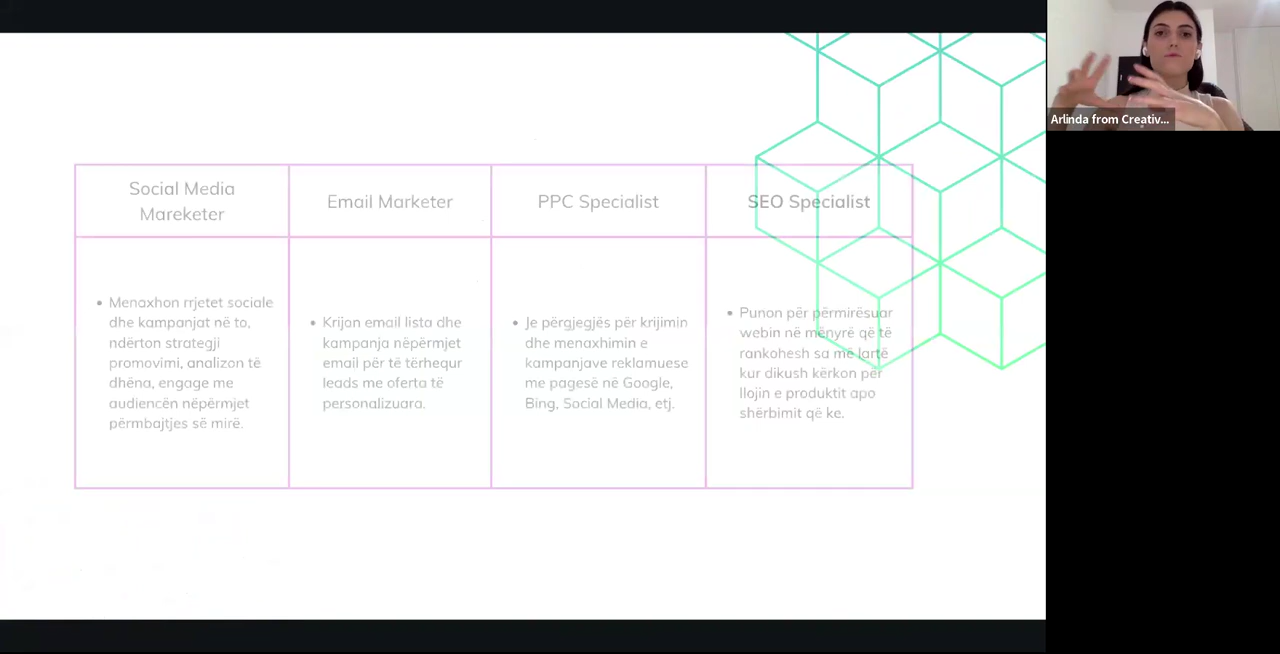 Social Media
Mareketer
Email Marketer
PPC Specialist
SEO Specialist
• Menaxhon rrjetet sociale
dhe kampanjat në to,
ndërton strategji
promovimi, analizon të
dhëna, engage me
audiencën nëpërmjet
përmbajtjes së mirë.
• Krijon email lista dhe
kampanja nëpërmjet
email për të tërhequr
leads me oferta të
personalizuara.
• Je përgjegjës për krijimin
dhe menaxhimin e
kampanjave reklamuese
me pagesë në Google,
Bing, Social Media, etj.
• Punon për përmirësuar
webin në mënyrë që të
rankohesh sa më lartë
kur dikush kërkon për
llojin e produktit apo
shërbimit që ke.
Arlinda from Creativ...